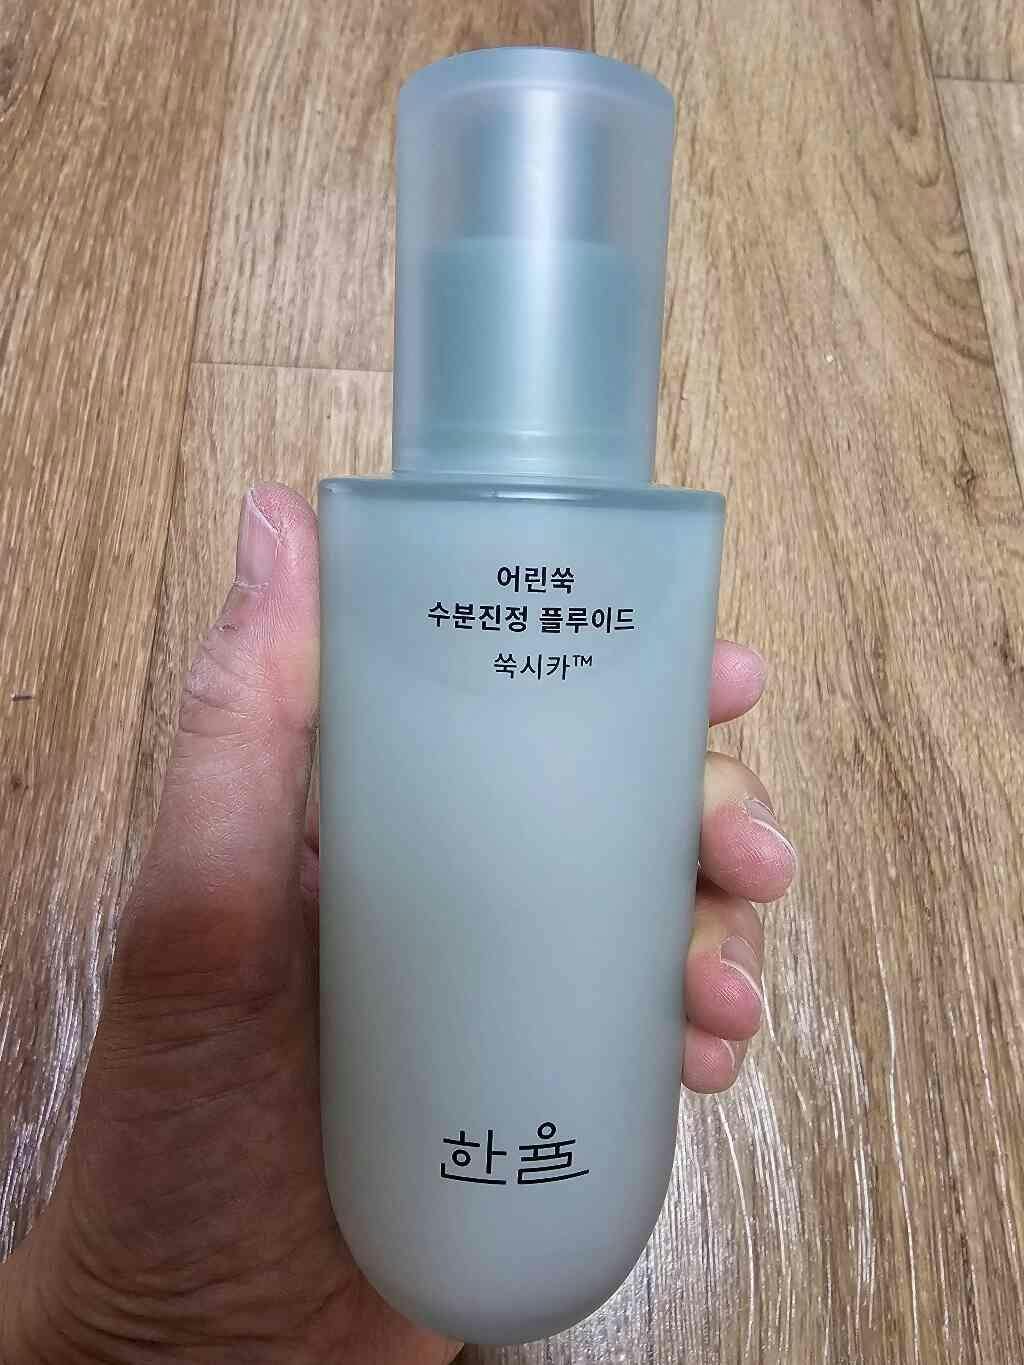 어린쑥
수분진정 플루이드
쑥시카™
한율